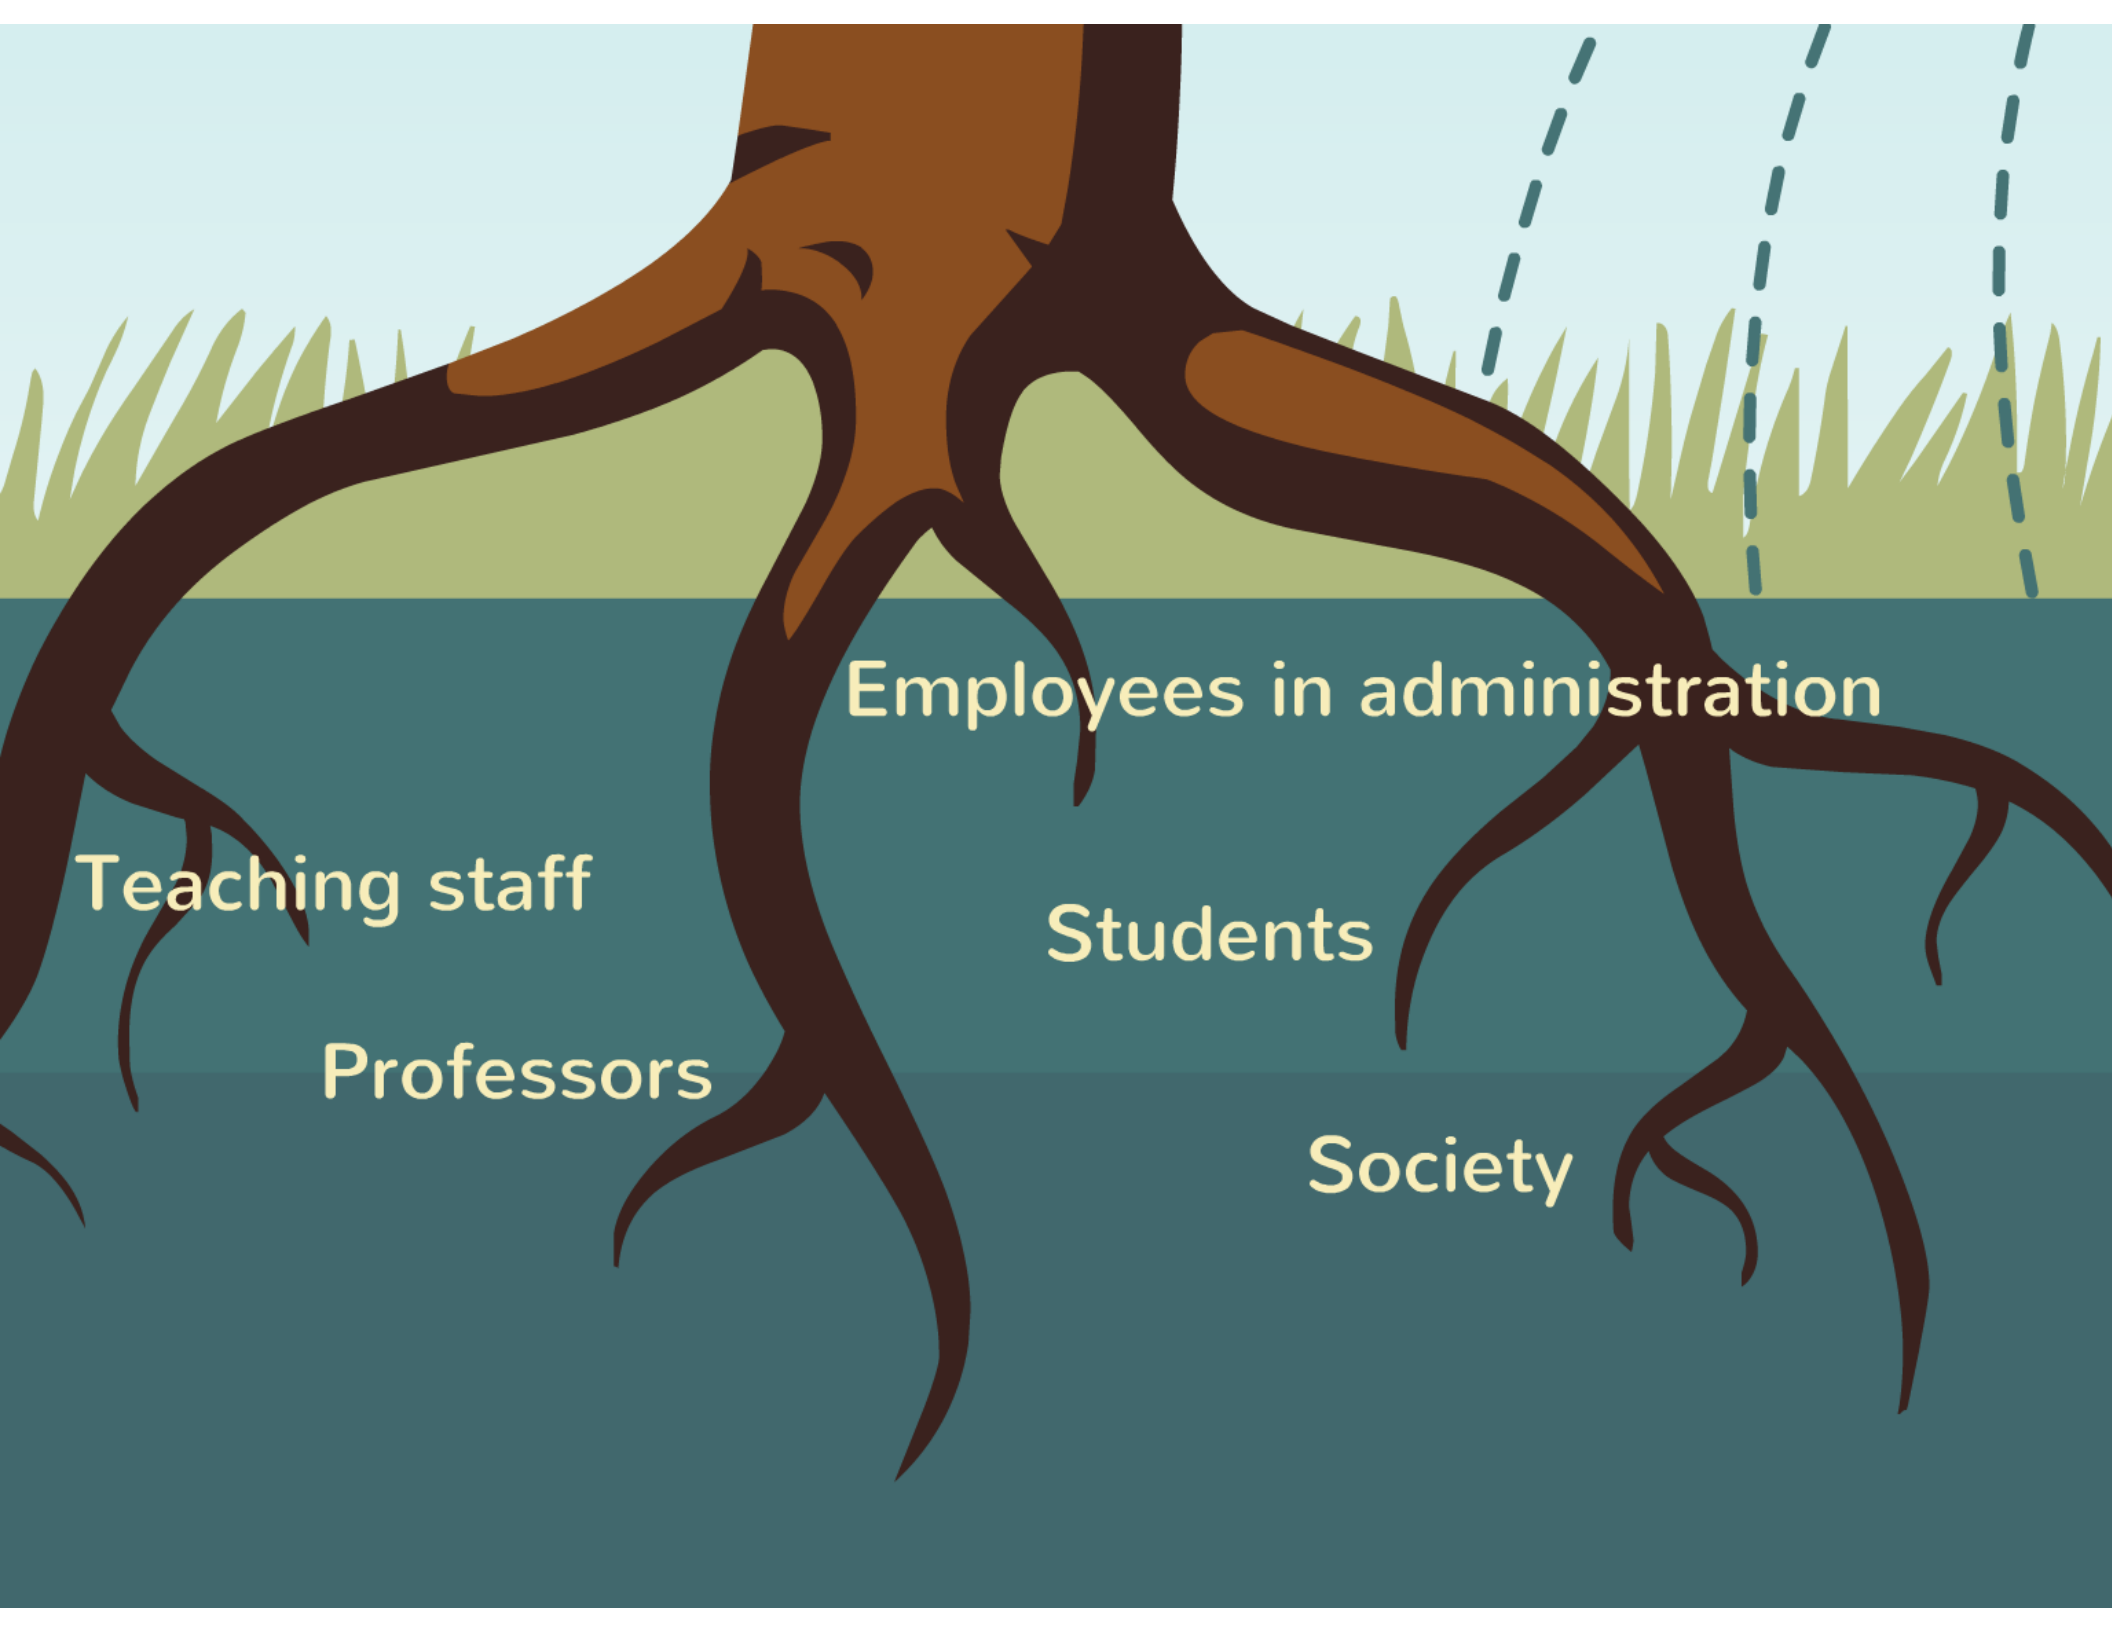 Employees in administration
Teaching staff
Students
Professors
Society